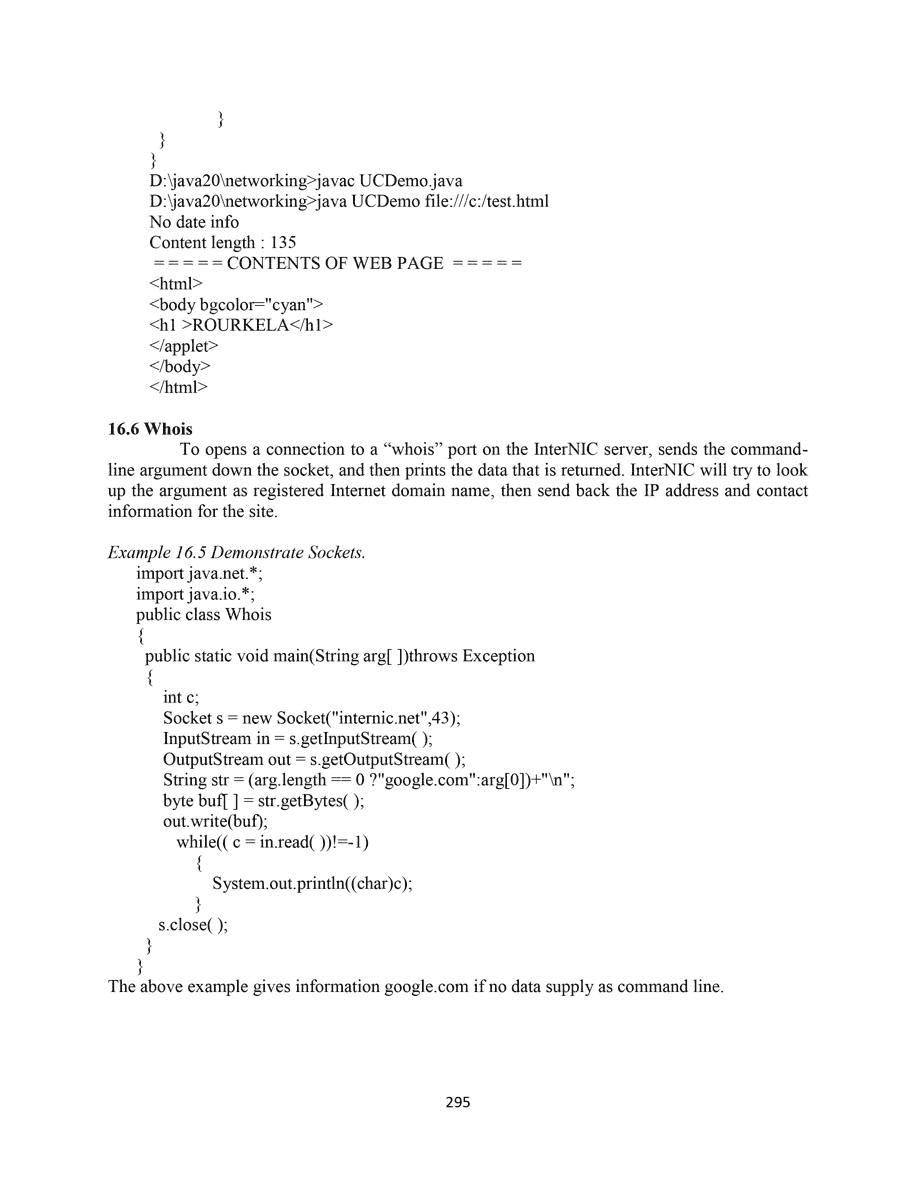 }
}
}
D:\java20\networking>javac UCDemo.java
D:\java20\networking>java UCDemo file:///c:/test.html
No date info
Content length : 135
= = = = = CONTENTS OF WEB PAGE = = = = =
<html>
<body bgcolor="cyan">
<h1 >ROURKELA</h1>
</applet>
</body>
</html>
16.6 Whois
To opens a connection to a “whois” port on the InterNIC server, sends the command-
line argument down the socket, and then prints the data that is returned. InterNIC will try to look
up the argument as registered Internet domain name, then send back the IP address and contact
information for the site.
Example 16.5 Demonstrate Sockets.
import java.net.*;
import java.io.*;
public class Whois
{
public static void main(String arg[ ])throws Exception
{
int c;
Socket s = new Socket("internic.net",43);
InputStream in = s.getInputStream( );
OutputStream out = s.getOutputStream( );
String str = (arg.length == 0 ?"google.com":arg[0])+"\n";
byte buf[ ] = str.getBytes( );
out.write(buf);
while(( c = in.read( ))!=-1)
{
System.out.println((char)c);
}
s.close( );
}
}
The above example gives information google.com if no data supply as command line.
295